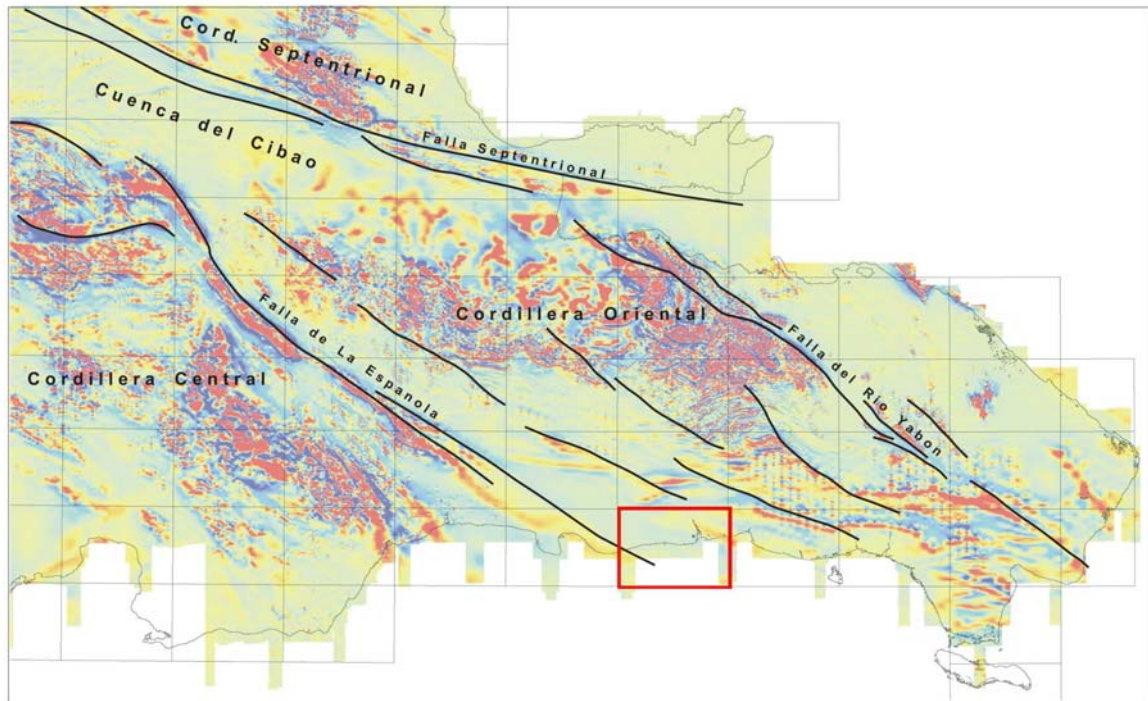 Cord. Septentrional
Cuenca del Cibao
Falla Septentrional
Cordillera Oriental
Falla de La Espanola
Falla del Rio Yabon
Cordillera Central